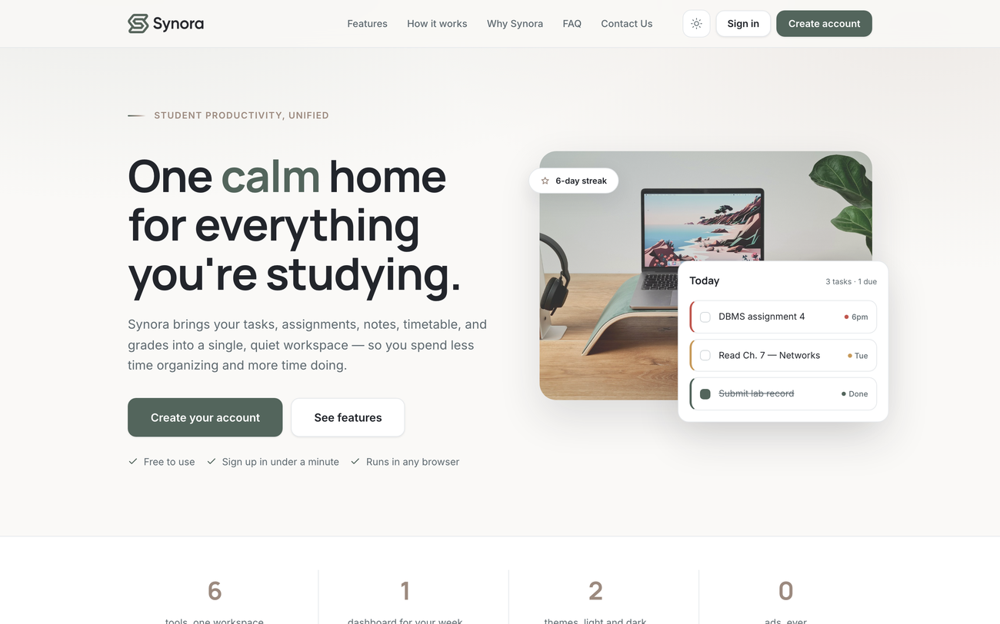 Synora
Features
How it works
Why Synora
FAQ
Contact Us
Sign in
Create account
STUDENT PRODUCTIVITY, UNIFIED
One calm home
for everything
you're studying.
Synora brings your tasks, assignments, notes, timetable, and
grades into a single, quiet workspace — so you spend less
time organizing and more time doing.
Create your account
See features
Free to use
Sign up in under a minute
Runs in any browser
6-day streak
Today
3 tasks · 1 due
DBMS assignment 4
6pm
Read Ch. 7 — Networks
Tue
Submit lab record
Done
6
tools, one workspace
1
dashboard for your week
2
themes, light and dark
0
ads, ever